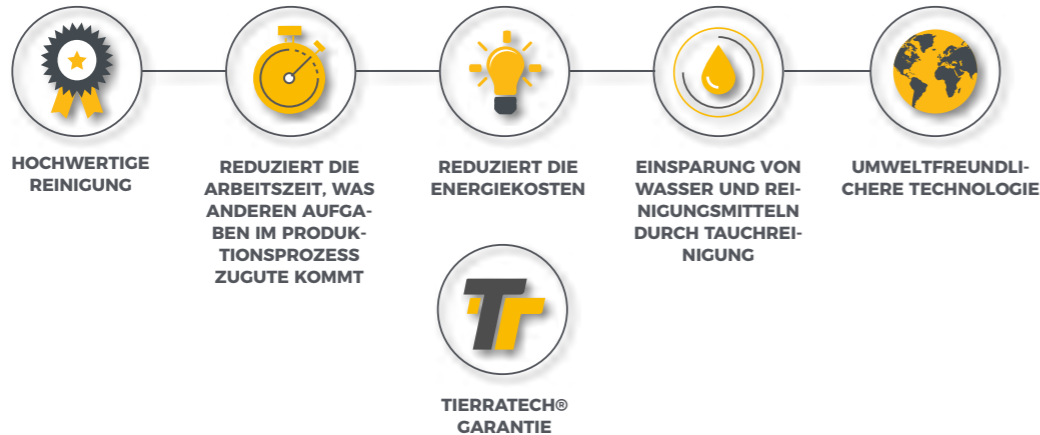 HOCHWERTIGE
REINIGUNG
REDUZIERT DIE
ARBEITSZEIT, WAS
ANDEREN AUFGA-
BEN IM PRODUK-
TIONSPROZESS
ZUGUTE KOMMT
REDUZIERT DIE
ENERGIEKOSTEN
EINSPARUNG VON
WASSER UND REI-
NIGUNGSMITTELN
DURCH TAUCHREI-
NIGUNG
UMWELTFREUNDLI-
CHERE TECHNOLOGIE
TIERRATECH®
GARANTIE